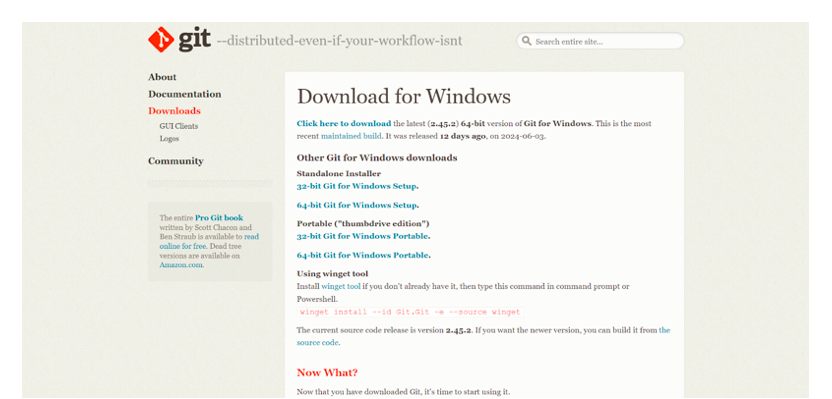 git --distributed-even-if-your-workflow-isnt
Search entire site...
About
Documentation
Downloads
GUI Clients
Logos
Community
The entire Pro Git book
written by Scott Chacon and
Ben Straub is available to read
online for free. Dead tree
versions are available on
Amazon.com.
Download for Windows
Click here to download the latest (2.45.2) 64-bit version of Git for Windows. This is the most
recent maintained build. It was released 12 days ago, on 2024-06-03.
Other Git for Windows downloads
Standalone Installer
32-bit Git for Windows Setup.
64-bit Git for Windows Setup.
Portable ("thumbdrive edition")
32-bit Git for Windows Portable.
64-bit Git for Windows Portable.
Using winget tool
Install winget tool if you don't already have it, then type this command in command prompt or
Powershell.
winget install --id Git.Git -e --source winget
The current source code release is version 2.45.2. If you want the newer version, you can build it from the
source code.
Now What?
Now that you have downloaded Git, it's time to start using it.